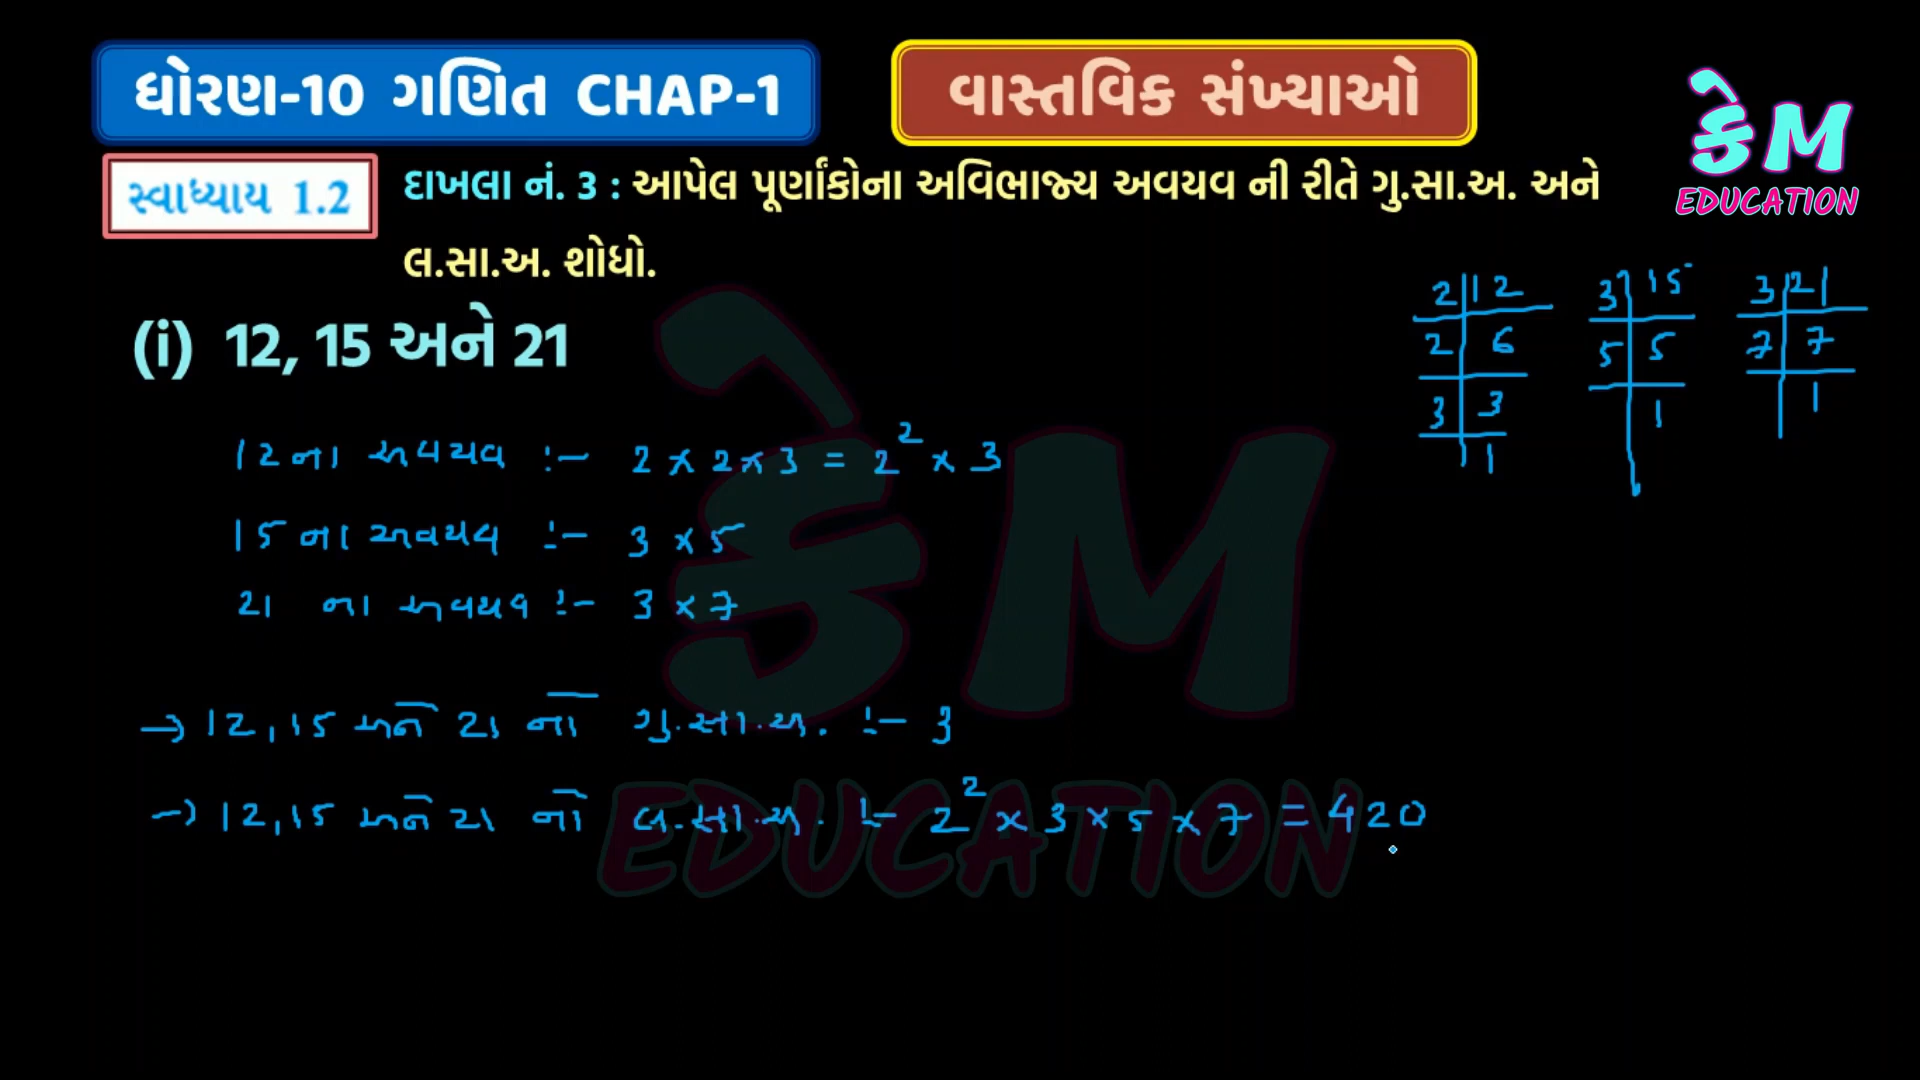 ધોરણ-10 ગણિત CHAP-1
વાસ્તવિક સંખ્યાઓ
કેM
EDUCATION
સ્વાધ્યાય 1.2
દાખલા નં. 3 : આપેલ પૂર્ણાંકોના અવિભાજ્ય અવયવ ની રીતે ગુ.સા.અ. અને
લ.સા.અ. શોધો.
(i) 12, 15 અને 21
2 12
2 6
3 3
1
3 15
5 5
1
3 21
7 7
1
12ના અવયવ :- 2 × 2 × 3 = 2² × 3
15ના અવયવ :- 3 × 5
21 ના અવયવ :- 3 × 7
→ 12, 15 અને 21 નો ગુ.સા.અ. :- 3
→ 12, 15 અને 21 નો લ.સા.અ. :- 2² × 3 × 5 × 7 = 420
કેM
EDUCATION